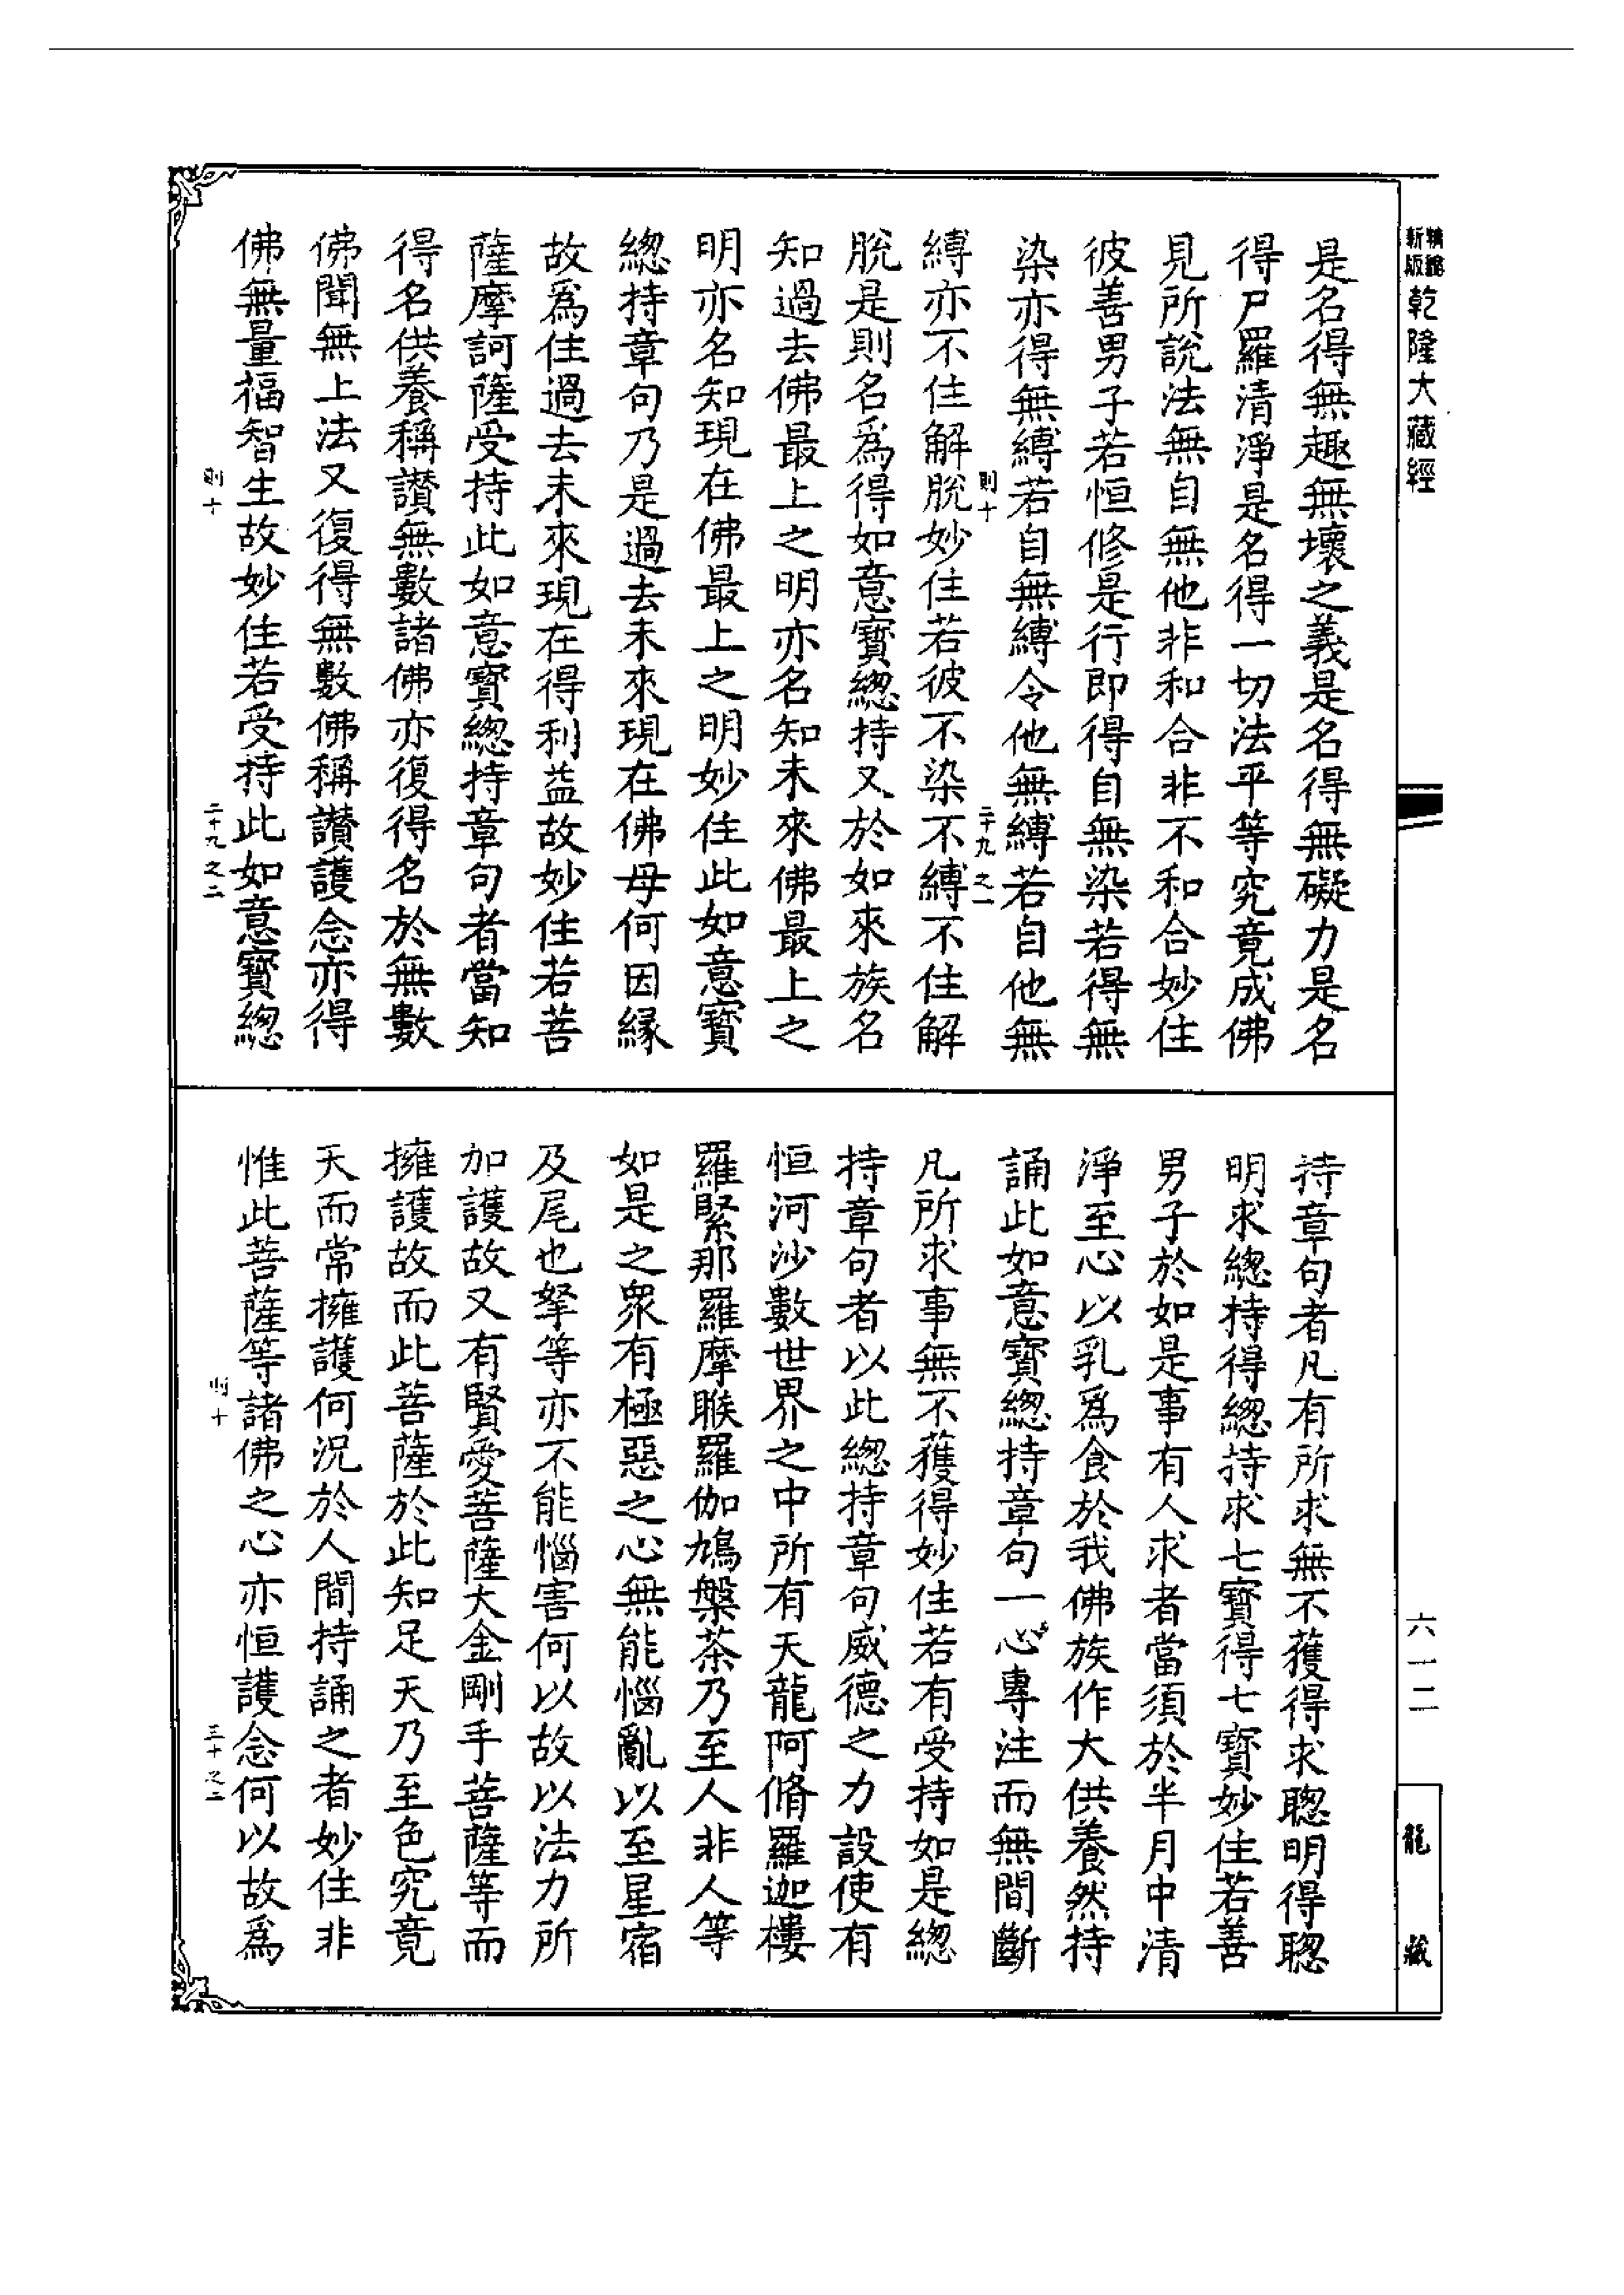 精繕
新版
乾隆大藏經
六一二
龍藏
是名得無趣無壞之義是名得無礙力是名
得尸羅清淨是名得一切法平等究竟成佛
見所說法無自無他非和合非不和合妙住
彼善男子若恒修是行即得自無染若得無
染亦得無縛若自無縛令他無縛若自他無
則十
二十九之一
縛亦不住解脫妙住若彼不染不縛不住解
脫是則名爲得如意寶總持又於如來族名
知過去佛最上之明亦名知未來佛最上之
明亦名知現在佛最上之明妙住此如意寶
總持章句乃是過去未來現在佛母何因緣
故爲住過去未來現在得利益故妙住若菩
薩摩訶薩受持此如意寶總持章句者當知
得名供養稱讃無數諸佛亦復得名於無數
佛聞無上法又復得無數佛稱讃護念亦得
佛無量福智生故妙住若受持此如意寶總
則十
二十九之二
持章句者凡有所求無不獲得求聰明得聰
明求總持得總持求七寶得七寶妙住若善
男子於如是事有人求者當須於半月中清
淨至心以乳爲食於我佛族作大供養然持
誦此如意寶總持章句一心專注而無間斷
凡所求事無不獲得妙住若有受持如是總
持章句者以此總持章句威德之力設使有
恒河沙數世界之中所有天龍阿脩羅迦樓
羅緊那羅摩睺羅伽鳩槃茶乃至人非人等
如是之眾有極惡之心無能惱亂以至星宿
及尾也拏等亦不能惱害何以故以法力所
加護故又有賢愛菩薩大金剛手菩薩等而
擁護故而此菩薩於此知足天乃至色究竟
天而常擁護何況於人間持誦之者妙住非
惟此菩薩等諸佛之心亦恒護念何以故爲
則十
三十之二